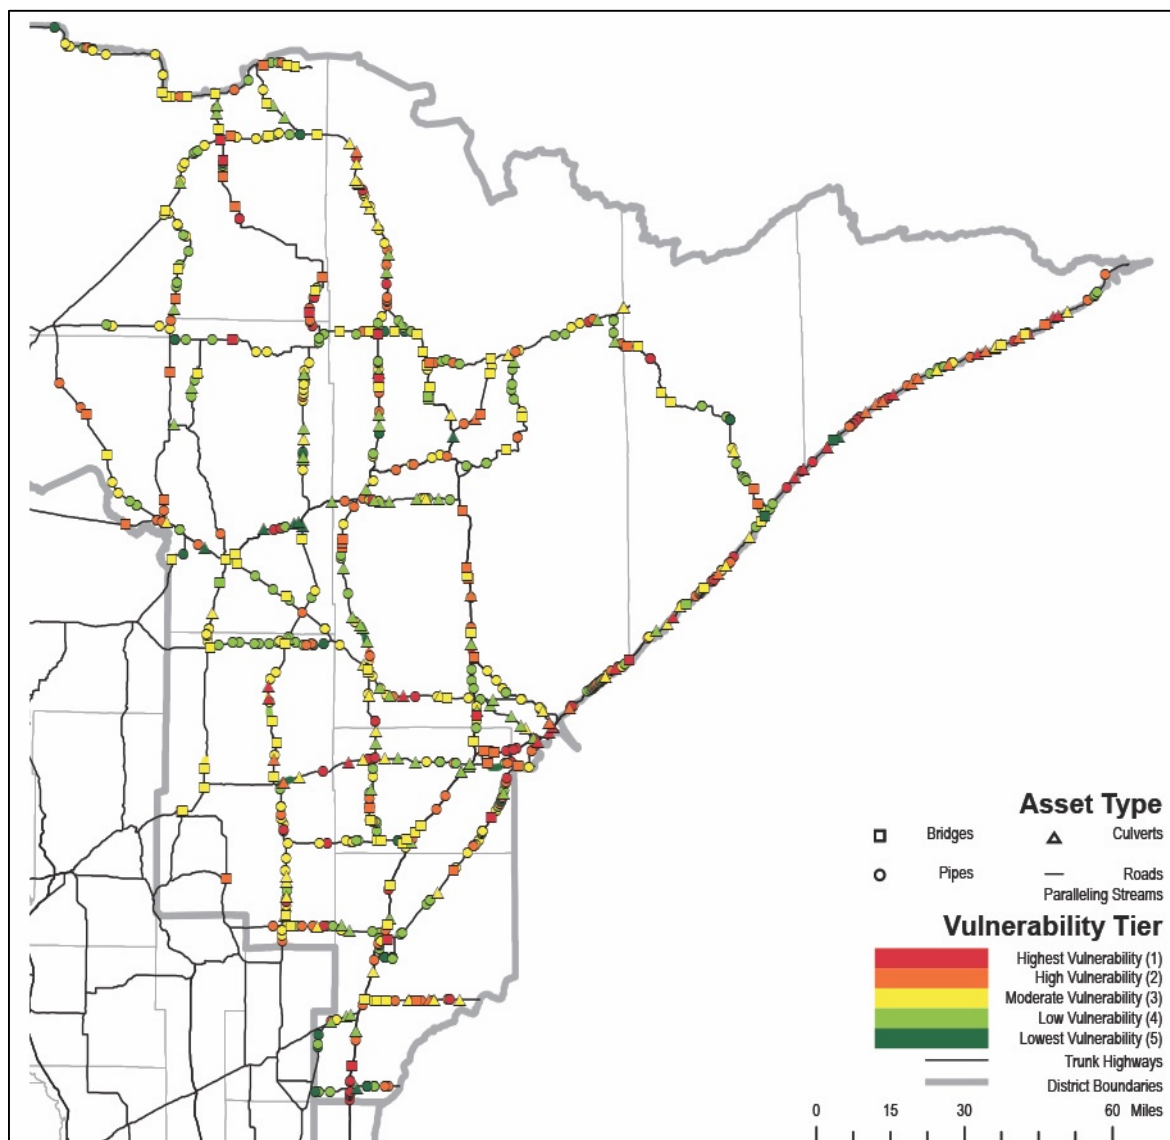 Asset Type
Bridges Culverts
Pipes Roads
Paralleling Streams
Vulnerability Tier
Highest Vulnerability (1)
High Vulnerability (2)
Moderate Vulnerability (3)
Low Vulnerability (4)
Lowest Vulnerability (5)
Trunk Highways
District Boundaries
0 15 30 60 Miles